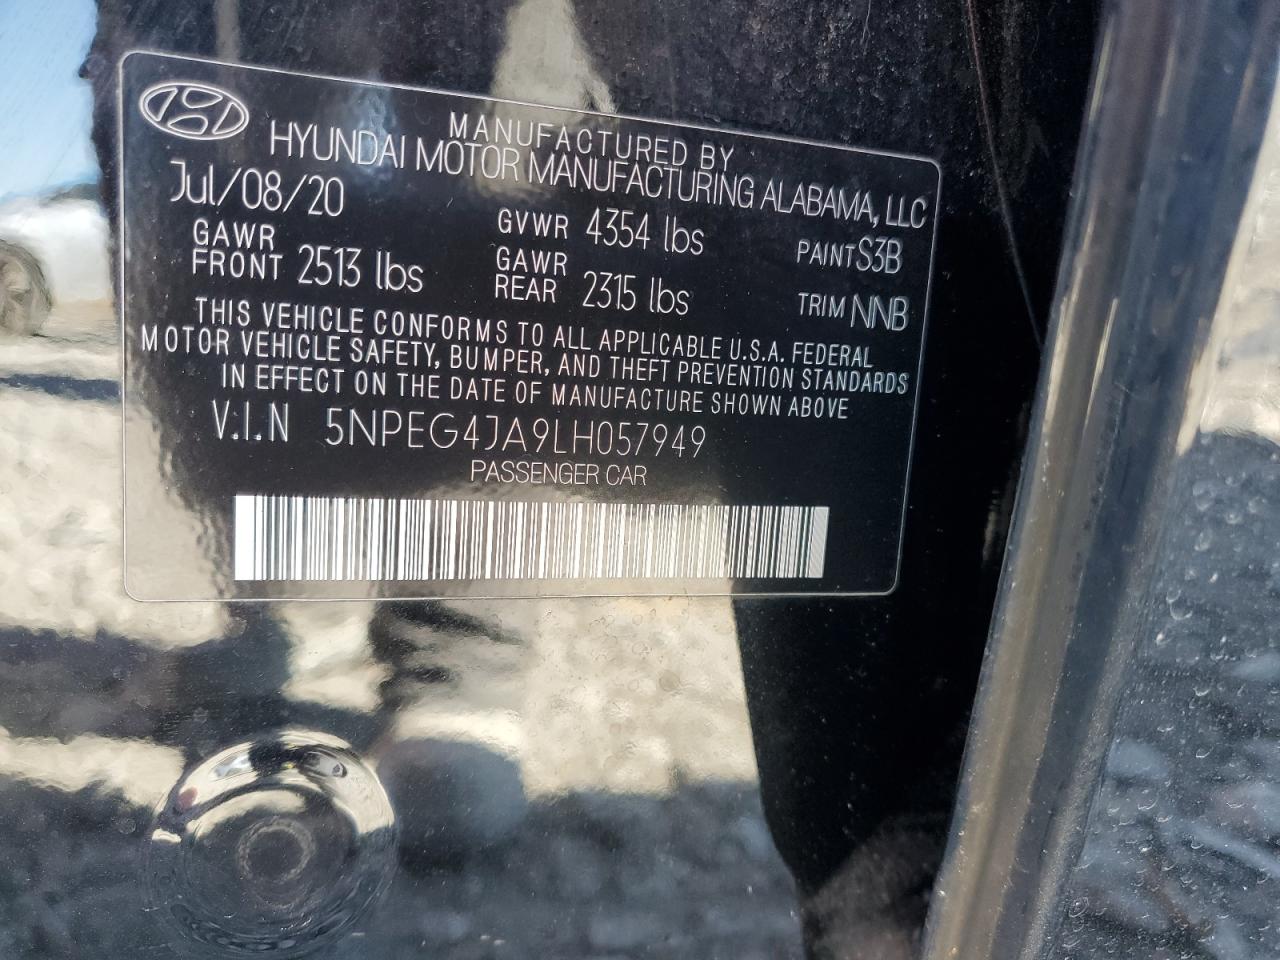 MANUFACTURED BY
HYUNDAI MOTOR MANUFACTURING ALABAMA, LLC
Jul/08/20 GVWR 4354 lbs PAINT S3B
GAWR FRONT 2513 lbs GAWR REAR 2315 lbs TRIM NNB
THIS VEHICLE CONFORMS TO ALL APPLICABLE U.S.A. FEDERAL
MOTOR VEHICLE SAFETY, BUMPER, AND THEFT PREVENTION STANDARDS
IN EFFECT ON THE DATE OF MANUFACTURE SHOWN ABOVE
V.I.N 5NPEG4JA9LH057949
PASSENGER CAR